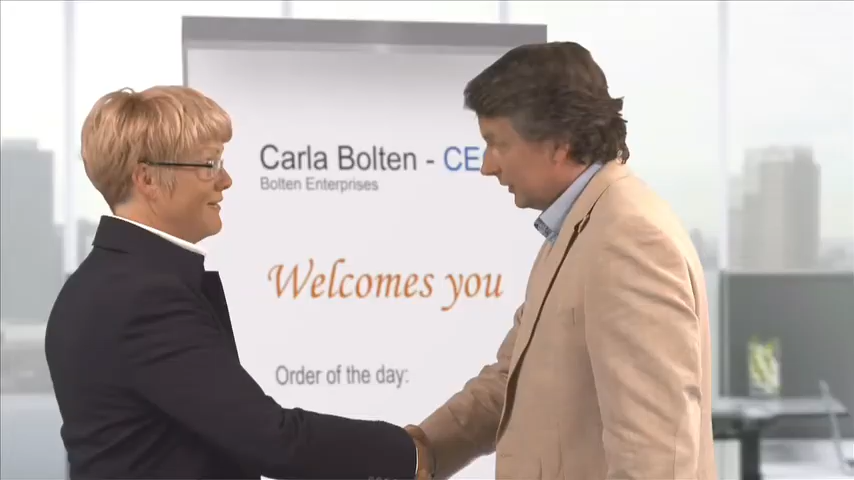 Carla Bolten - CE
Bolten Enterprises
Welcomes you
Order of the day: